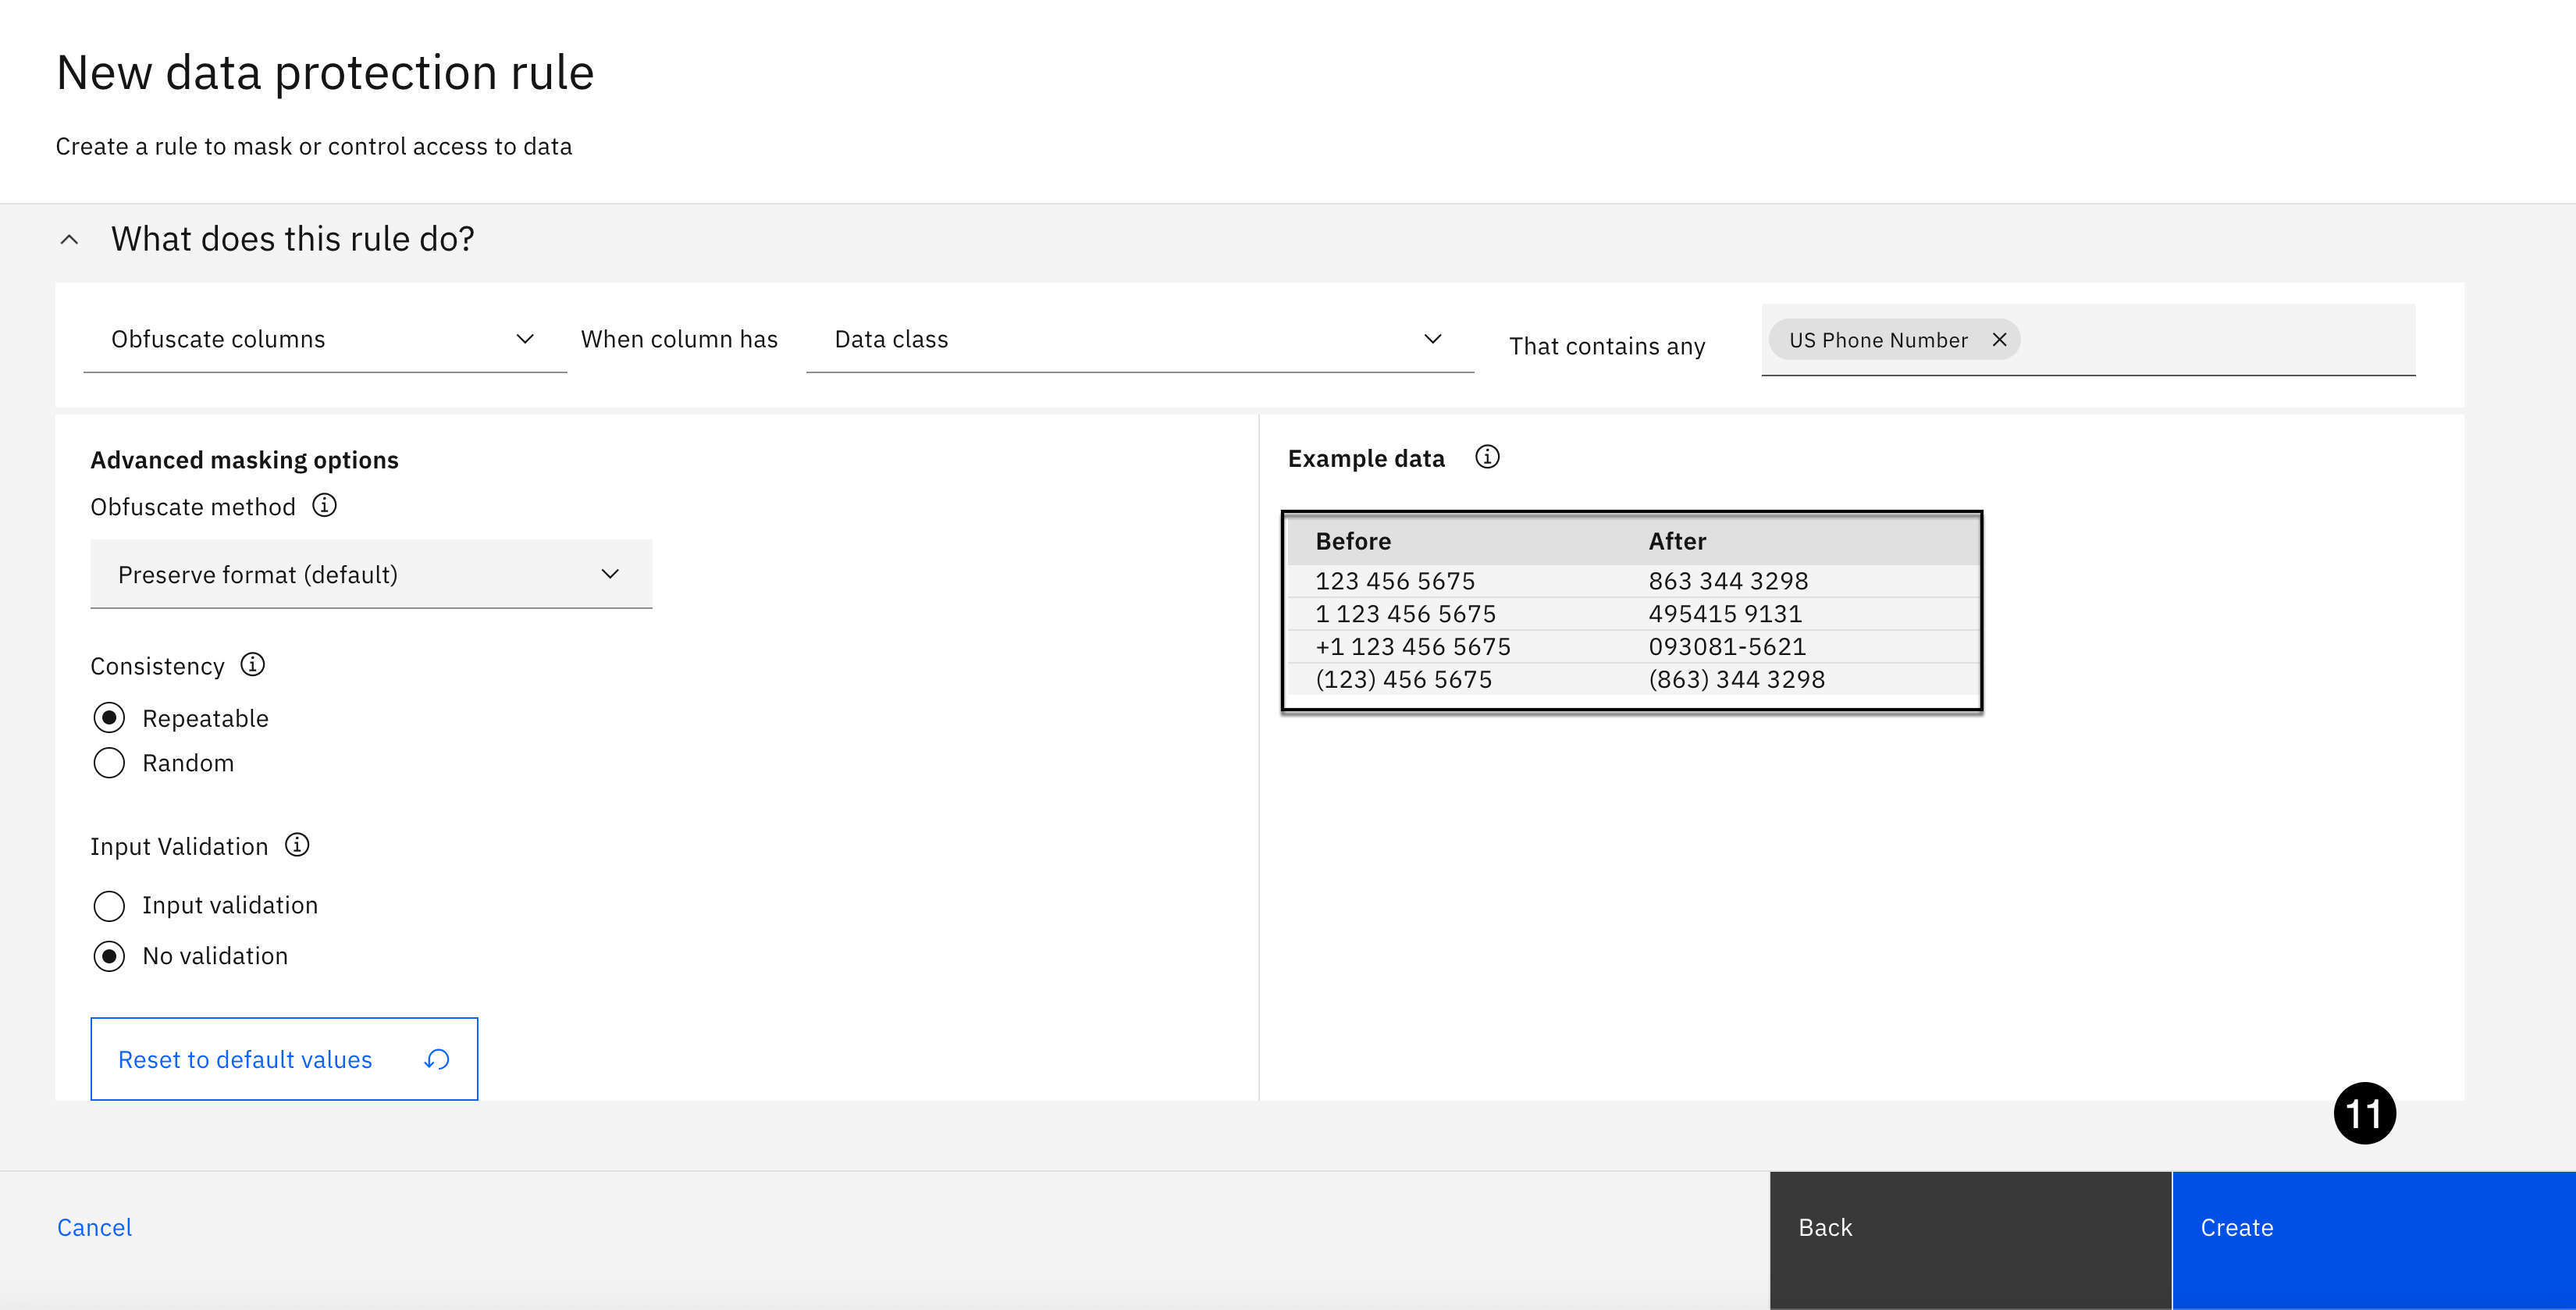 New data protection rule
Create a rule to mask or control access to data
What does this rule do?
Obfuscate columns When column has Data class That contains any US Phone Number
Advanced masking options
Obfuscate method
Preserve format (default)
Consistency
Repeatable
Random
Input Validation
Input validation
No validation
Reset to default values
Example data
Before After
123 456 5675 863 344 3298
1 123 456 5675 495415 9131
+1 123 456 5675 093081-5621
(123) 456 5675 (863) 344 3298
11
Cancel Back Create